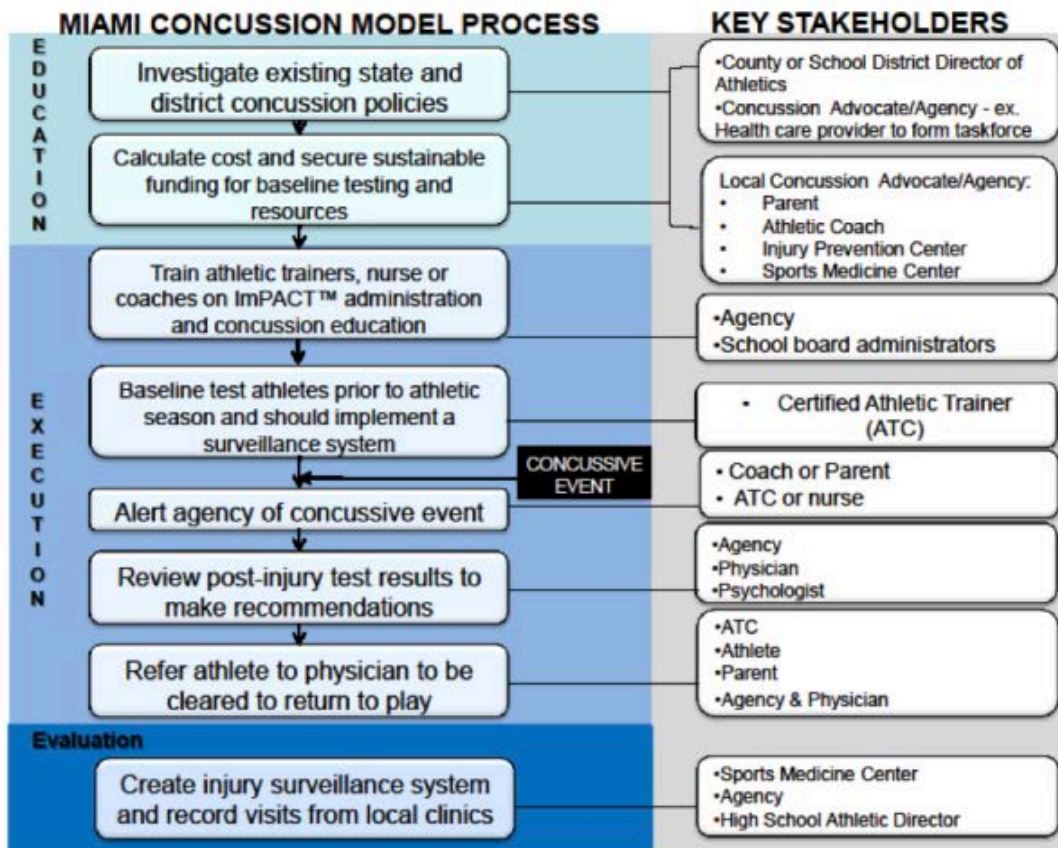 MIAMI CONCUSSION MODEL PROCESS
KEY STAKEHOLDERS
EDUCATION
Investigate existing state and
district concussion policies
•County or School District Director of
Athletics
•Concussion Advocate/Agency - ex.
Health care provider to form taskforce
Calculate cost and secure sustainable
funding for baseline testing and
resources
Local Concussion Advocate/Agency:
• Parent
• Athletic Coach
• Injury Prevention Center
• Sports Medicine Center
EXECUTION
Train athletic trainers, nurse or
coaches on ImPACT™ administration
and concussion education
•Agency
•School board administrators
Baseline test athletes prior to athletic
season and should implement a
surveillance system
• Certified Athletic Trainer
(ATC)
CONCUSSIVE
EVENT
Alert agency of concussive event
• Coach or Parent
• ATC or nurse
Review post-injury test results to
make recommendations
•Agency
•Physician
•Psychologist
Refer athlete to physician to be
cleared to return to play
•ATC
•Athlete
•Parent
•Agency & Physician
Evaluation
Create injury surveillance system
and record visits from local clinics
•Sports Medicine Center
•Agency
•High School Athletic Director